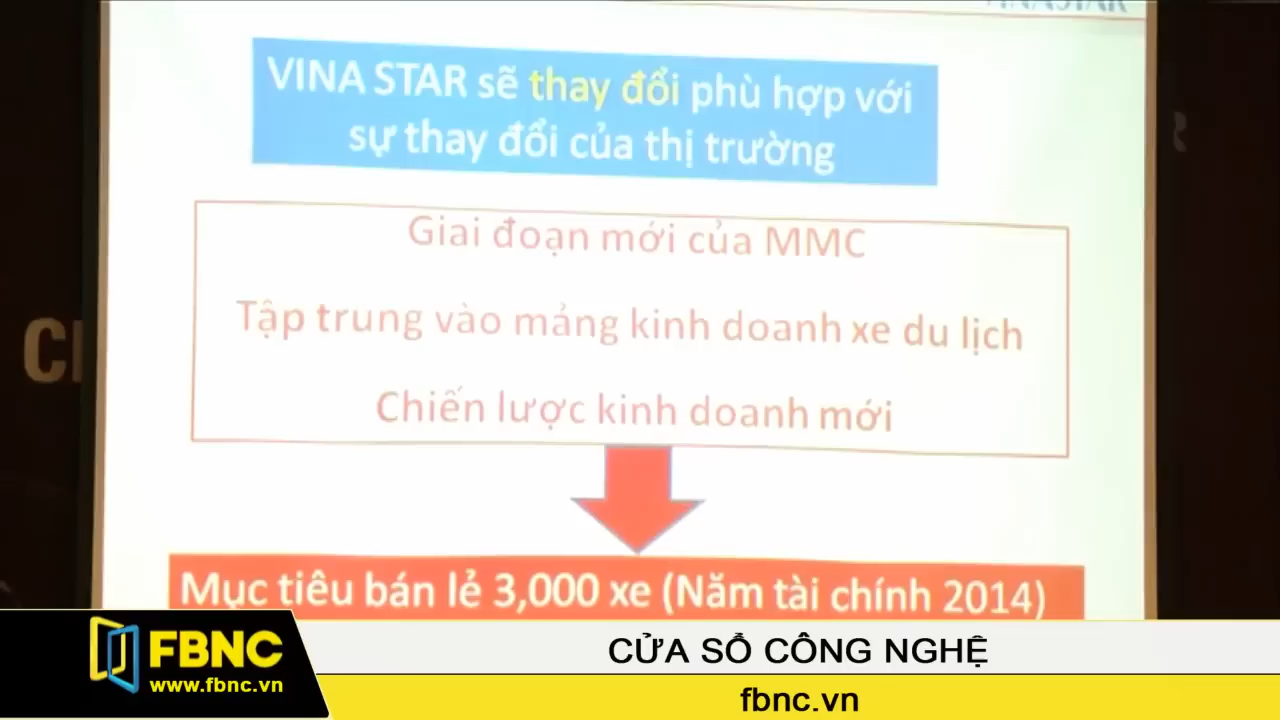 VINA STAR sẽ thay đổi phù hợp với
sự thay đổi của thị trường
Giai đoạn mới của MMC
Tập trung vào mảng kinh doanh xe du lịch
Chiến lược kinh doanh mới
Mục tiêu bán lẻ 3,000 xe (Năm tài chính 2014)
FBNC
www.fbnc.vn
CỬA SỔ CÔNG NGHỆ
fbnc.vn